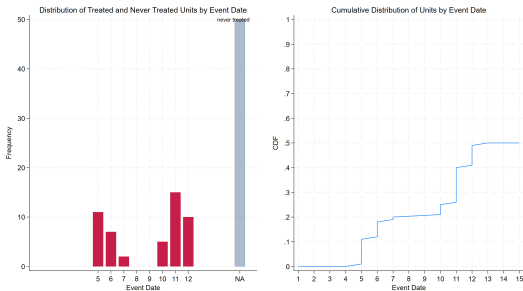 Distribution of Treated and Never Treated Units by Event Date
never treated
50
40
30
20
10
0
Frequency
5 6 7 8 9 10 11 12 NA
Event Date
Cumulative Distribution of Units by Event Date
1
.9
.8
.7
.6
.5
.4
.3
.2
.1
0
CDF
1 2 3 4 5 6 7 8 9 10 11 12 13 14 15
Event Date